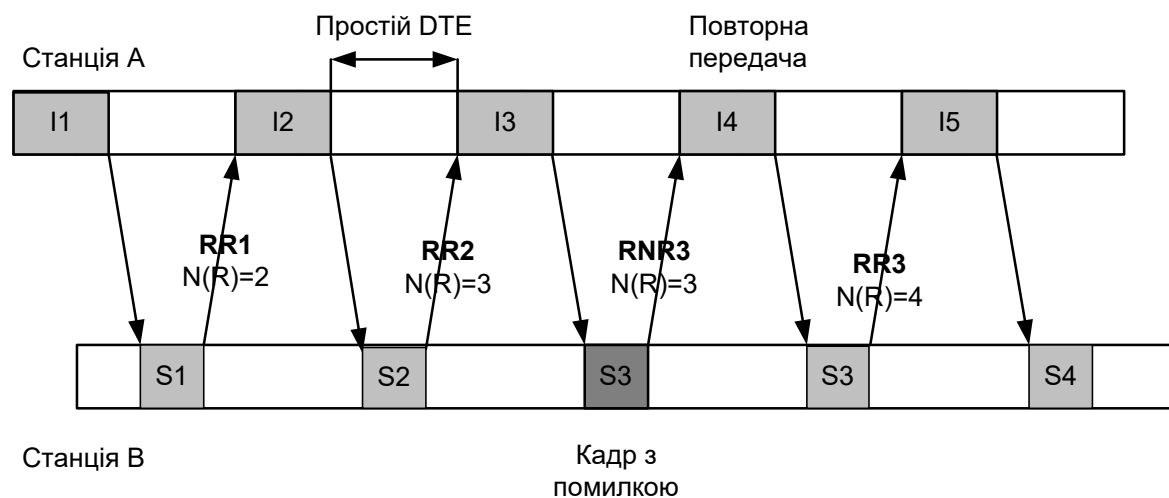 Простій DTE
Повторна
передача
Станція А
I1
I2
I3
I4
I5
RR1
N(R)=2
RR2
N(R)=3
RNR3
N(R)=3
RR3
N(R)=4
S1
S2
S3
S3
S4
Станція В
Кадр з
помилкою